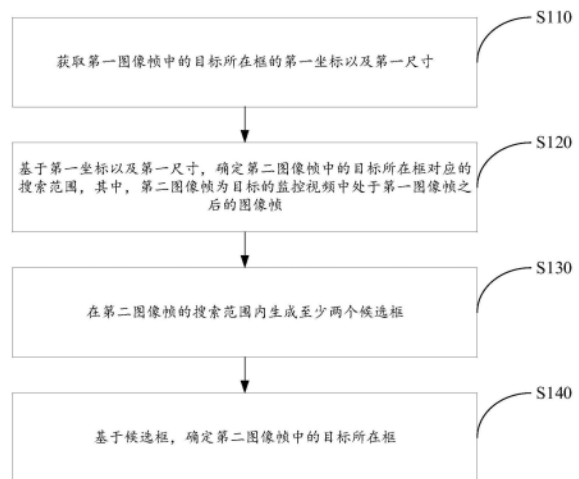 S110
获取第一图像帧中的目标所在框的第一坐标以及第一尺寸
S120
基于第一坐标以及第一尺寸，确定第二图像帧中的目标所在框对应的
搜索范围，其中，第二图像帧为目标的监控视频中处于第一图像帧之
后的图像帧
S130
在第二图像帧的搜索范围内生成至少两个候选框
S140
基于候选框，确定第二图像帧中的目标所在框